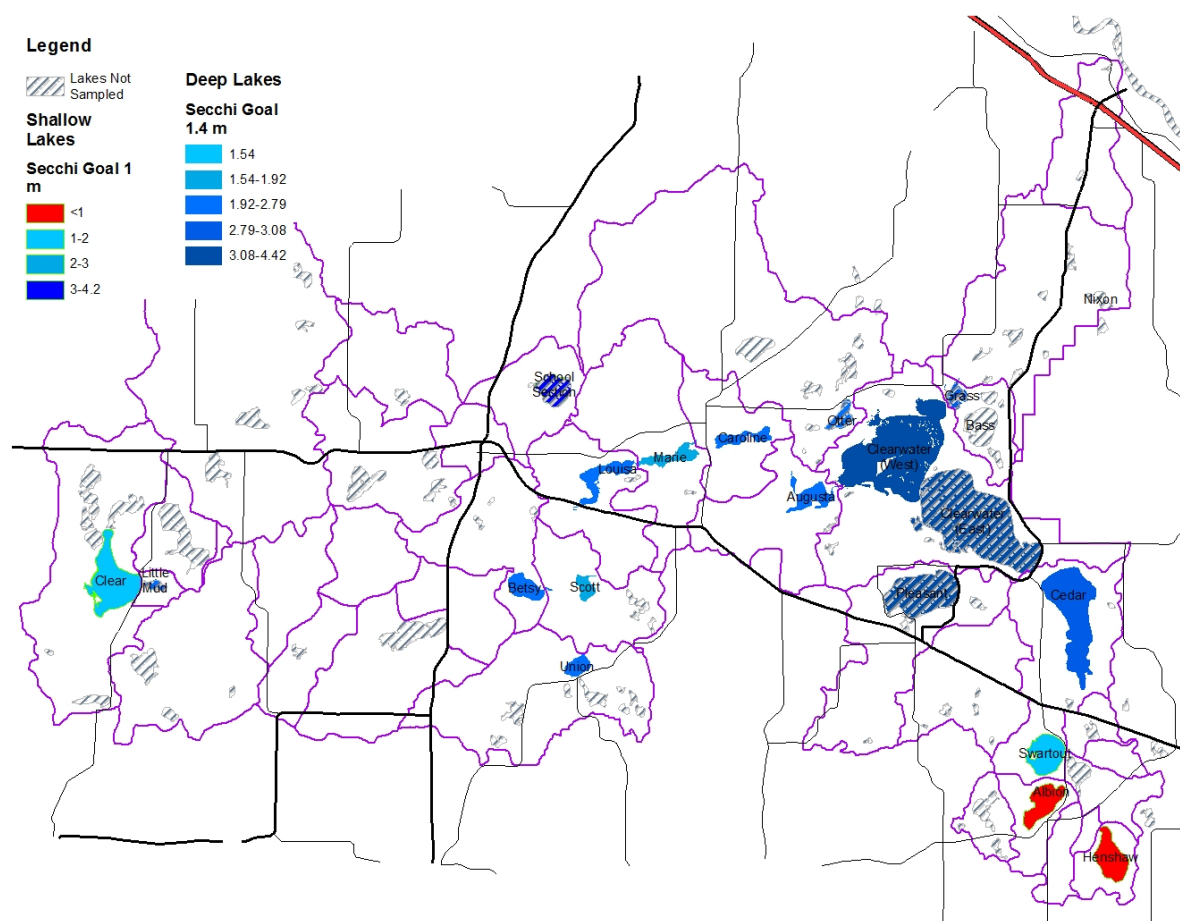 Legend
Lakes Not
Sampled
Shallow
Lakes
Secchi Goal 1
m
<1
1-2
2-3
3-4.2
Deep Lakes
Secchi Goal
1.4 m
1.54
1.54-1.92
1.92-2.79
2.79-3.08
3.08-4.42
Nixon
School
Section
Grass
Otter
Bass
Caroline
Marie
Clearwater
(West)
Louisa
Augusta
Clearwater
(East)
Clear
Little
Mud
Betsy
Scott
Pleasant
Cedar
Union
Swartout
Albion
Henshaw